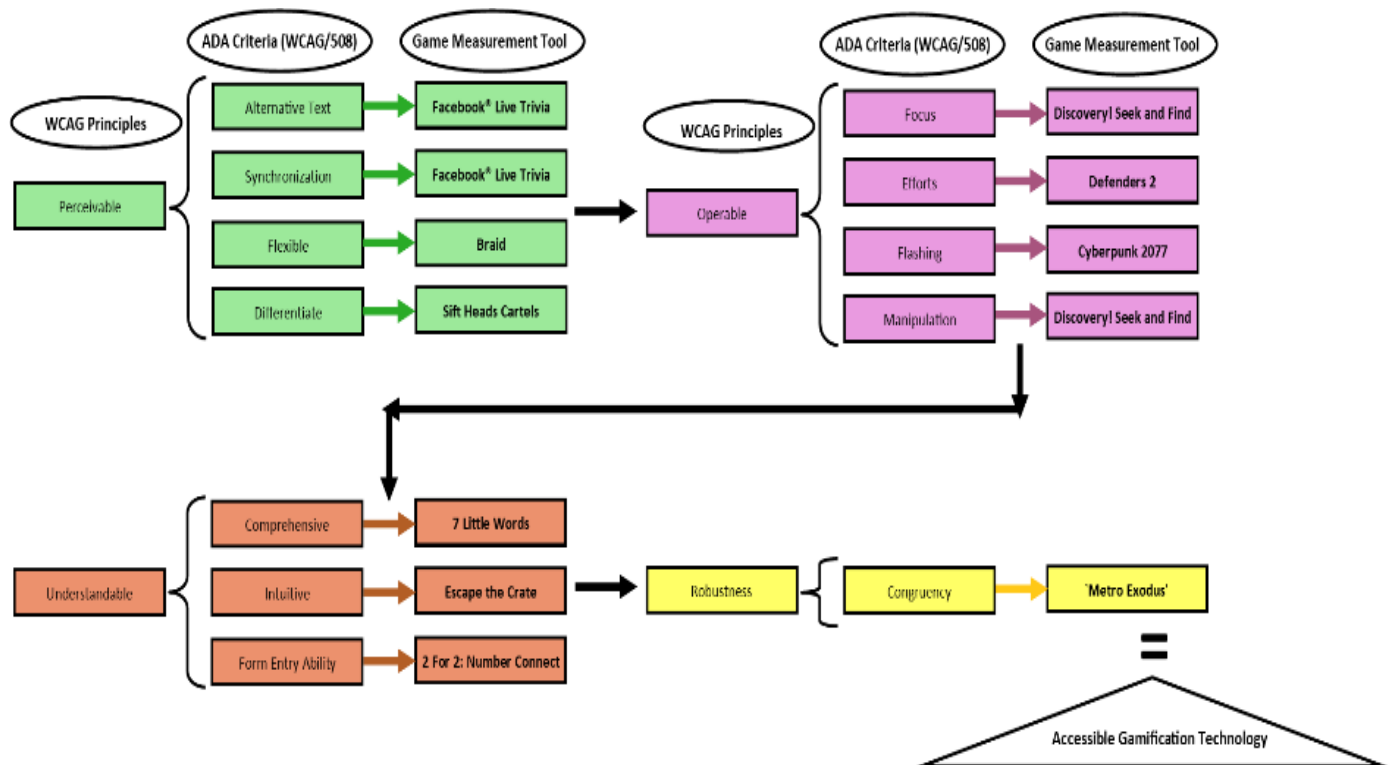 ADA Criteria (WCAG/508)
Game Measurement Tool
WCAG Principles
Perceivable
Alternative Text
Facebook® Live Trivia
Synchronization
Facebook® Live Trivia
Flexible
Braid
Differentiate
Sift Heads Cartels
ADA Criteria (WCAG/508)
Game Measurement Tool
WCAG Principles
Operable
Focus
Discovery! Seek and Find
Efforts
Defenders 2
Flashing
Cyberpunk 2077
Manipulation
Discovery! Seek and Find
Understandable
Comprehensive
7 Little Words
Intuitive
Escape the Crate
Form Entry Ability
2 For 2: Number Connect
Robustness
Congruency
`Metro Exodus'
=
Accessible Gamification Technology